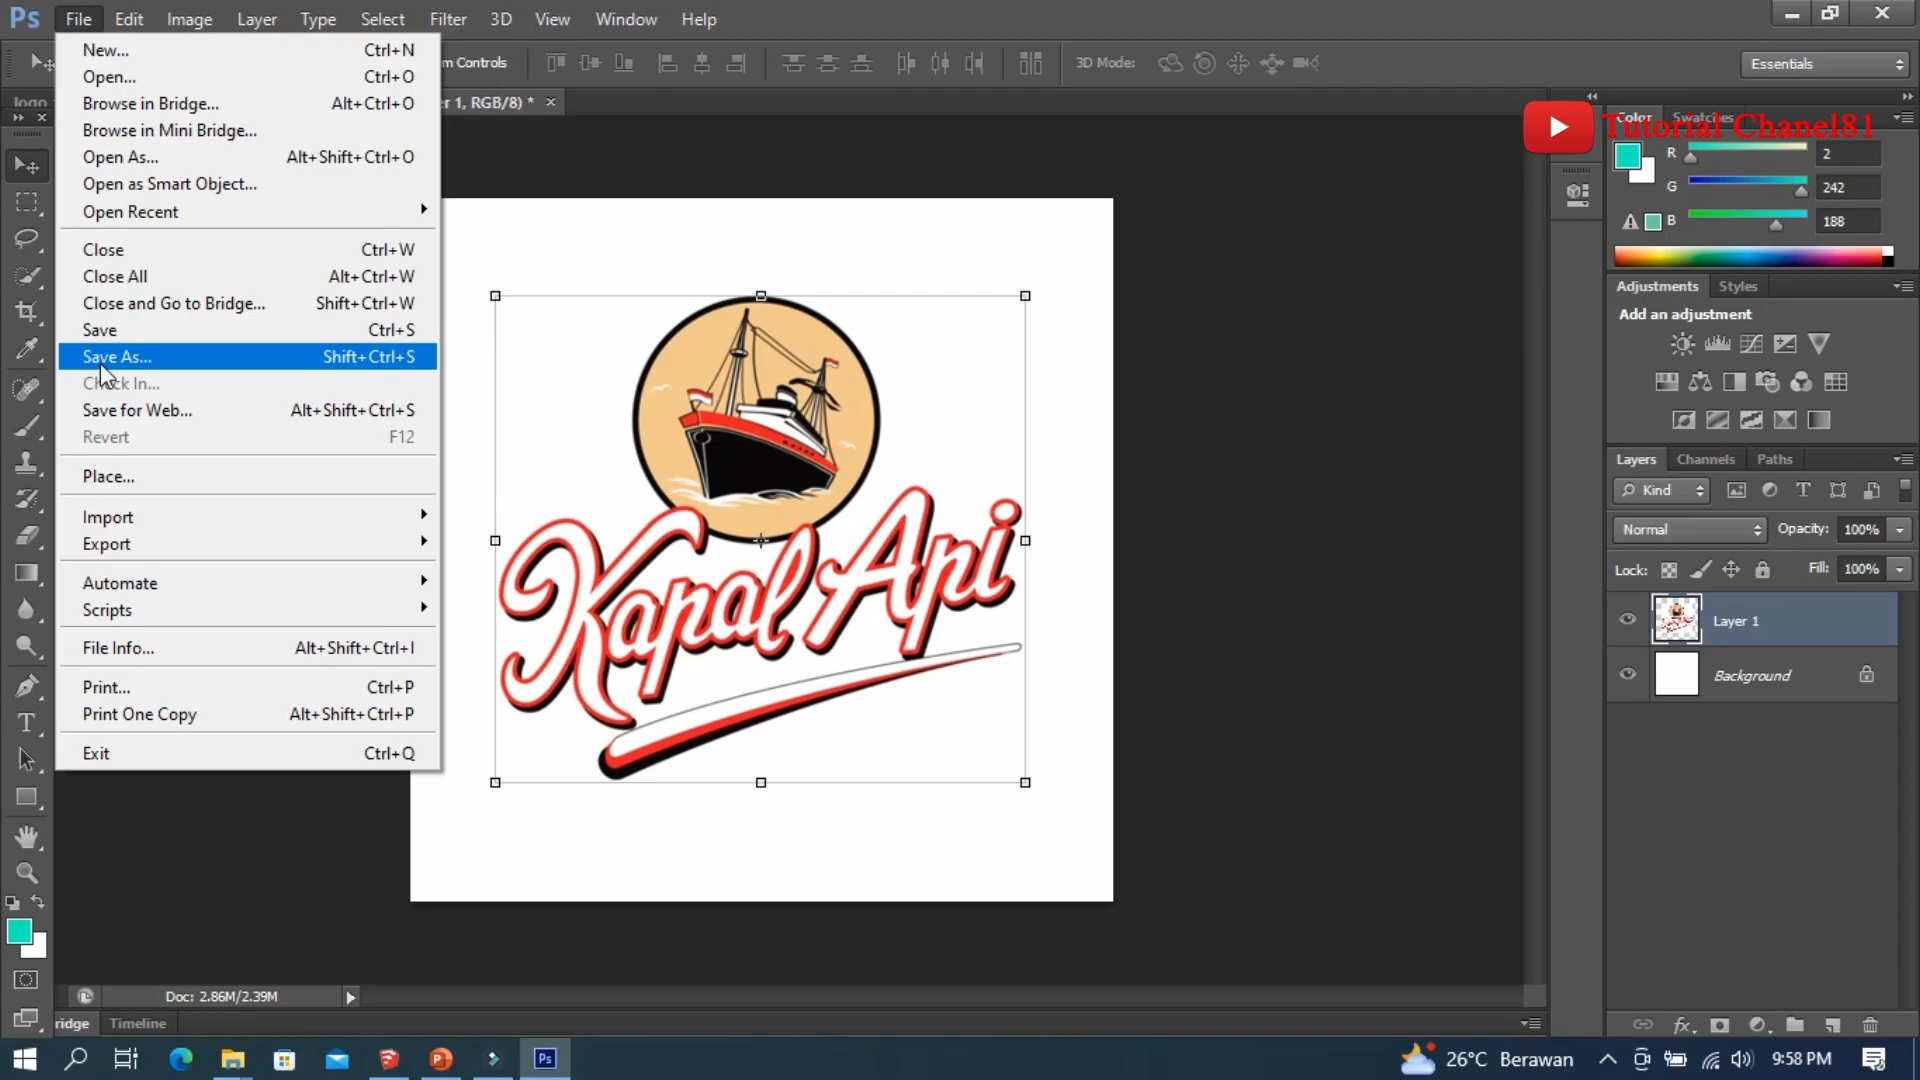 Ps File Edit Image Layer Type Select Filter 3D View Window Help
m Controls 3D Mode: Essentials
logo er 1, RGB/8) * ×
New... Ctrl+N
Open... Ctrl+O
Browse in Bridge... Alt+Ctrl+O
Browse in Mini Bridge...
Open As... Alt+Shift+Ctrl+O
Open as Smart Object...
Open Recent
Close Ctrl+W
Close All Alt+Ctrl+W
Close and Go to Bridge... Shift+Ctrl+W
Save Ctrl+S
Save As... Shift+Ctrl+S
Check In...
Save for Web... Alt+Shift+Ctrl+S
Revert F12
Place...
Import
Export
Automate
Scripts
File Info... Alt+Shift+Ctrl+I
Print... Ctrl+P
Print One Copy Alt+Shift+Ctrl+P
Exit Ctrl+Q
Kapal Api
Tutorial Chanel81
Color Swatches
R 2
G 242
B 188
Adjustments Styles
Add an adjustment
Layers Channels Paths
Kind
Normal Opacity: 100%
Lock: Fill: 100%
Layer 1
Background
Doc: 2.86M/2.39M
ridge Timeline
Ps 26°C Berawan 9:58 PM